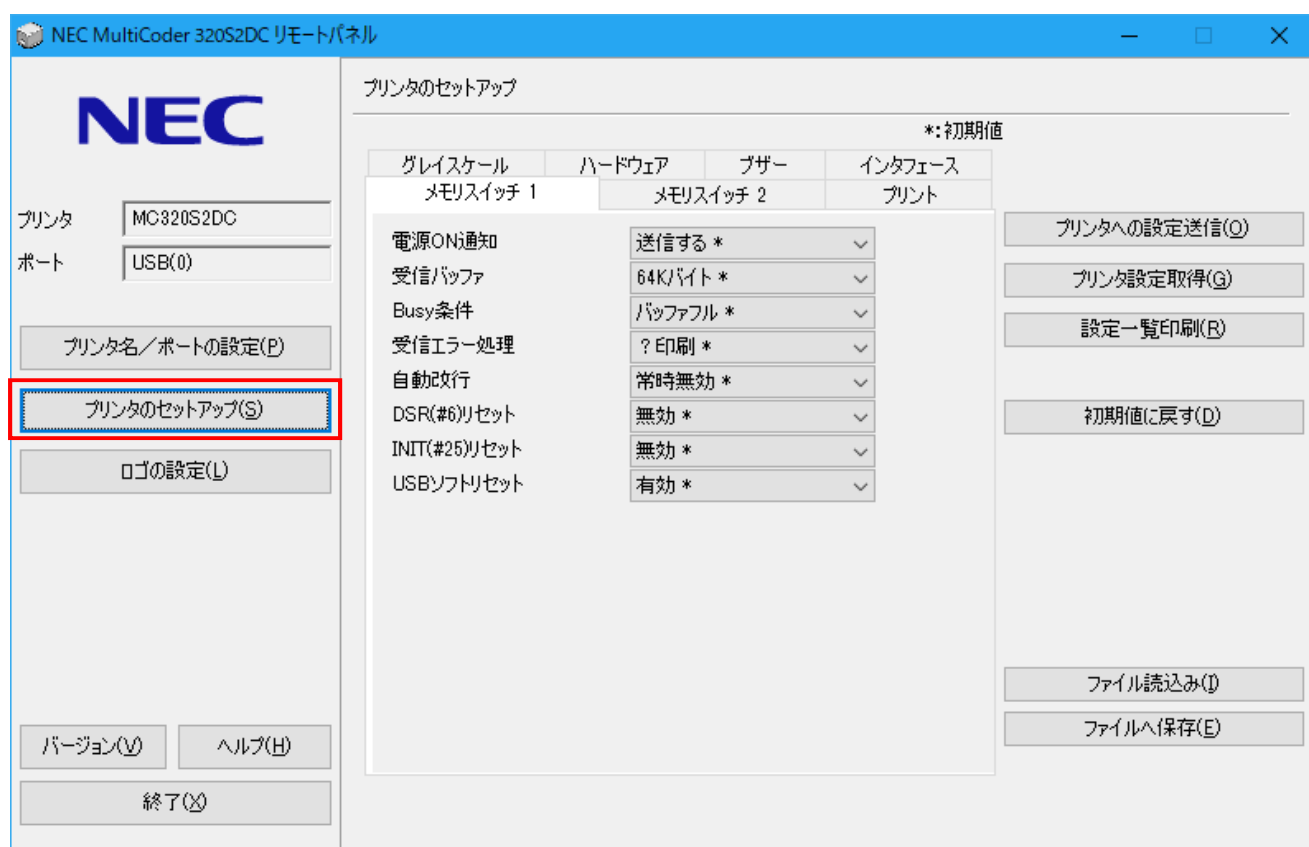 NEC MultiCoder 320S2DC リモートパネル
NEC
プリンタ MC320S2DC
ポート USB(0)
プリンタ名／ポートの設定(P)
プリンタのセットアップ(S)
ロゴの設定(L)
バージョン(V) ヘルプ(H)
終了(X)
プリンタのセットアップ
*:初期値
グレイスケール ハードウェア ブザー インタフェース
メモリスイッチ 1 メモリスイッチ 2 プリント
電源ON通知 送信する *
受信バッファ 64Kバイト *
Busy条件 バッファフル *
受信エラー処理 ? 印刷 *
自動改行 常時無効 *
DSR(#6)リセット 無効 *
INIT(#25)リセット 無効 *
USBソフトリセット 有効 *
プリンタへの設定送信(O)
プリンタ設定取得(G)
設定一覧印刷(R)
初期値に戻す(D)
ファイル読込み(I)
ファイルへ保存(E)